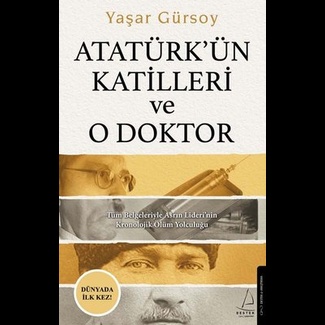 Yaşar Gürsoy
ATATÜRK'ÜN
KATİLLERİ
ve
O DOKTOR
Tüm Belgeleriyle Asrın Lideri'nin
Kronolojik Ölüm Yolculuğu
DÜNYADA
İLK KEZ!
DESTEK